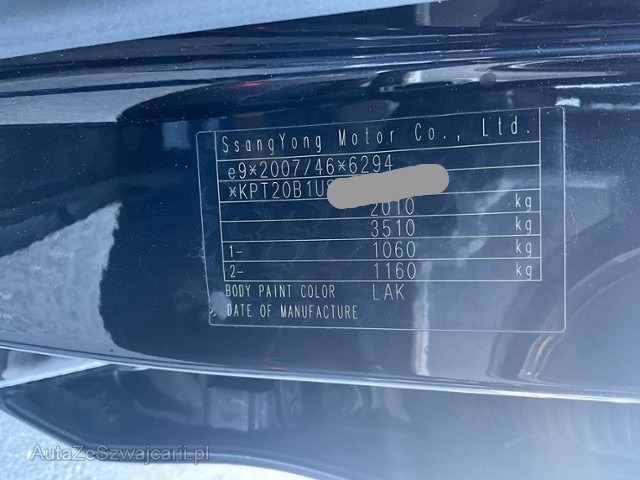 SsangYong Motor Co., Ltd.
e9*2007/46*6294
*KPT20B1US
2010 kg
3510 kg
1- 1060 kg
2- 1160 kg
BODY PAINT COLOR LAK
DATE OF MANUFACTURE
AutaZeSzwajcarii.pl